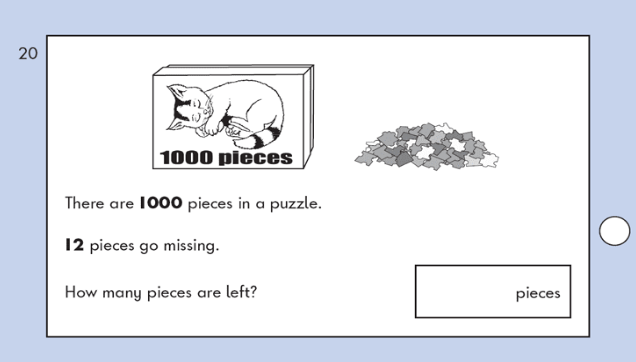 20
1000 pieces
There are 1000 pieces in a puzzle.
12 pieces go missing.
How many pieces are left?
pieces